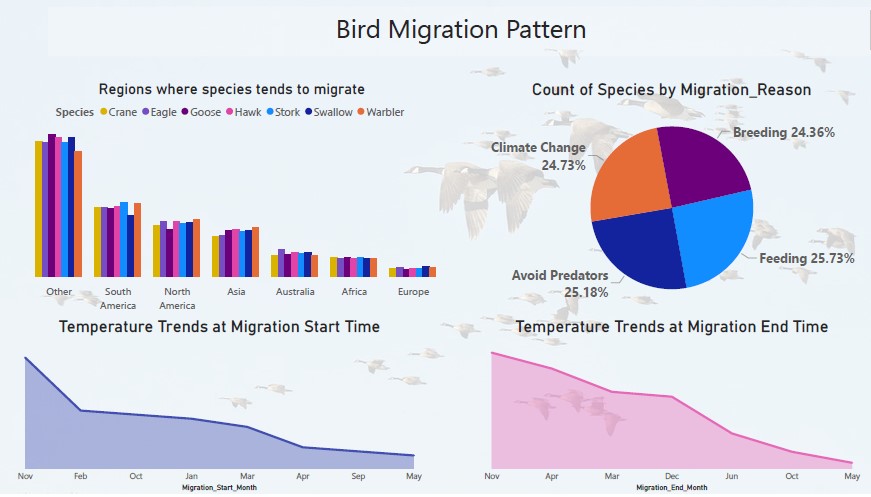 Bird Migration Pattern
Regions where species tends to migrate
Species Crane Eagle Goose Hawk Stork Swallow Warbler
Other
South
America
North
America
Asia
Australia
Africa
Europe
Count of Species by Migration_Reason
Breeding 24.36%
Climate Change
24.73%
Feeding 25.73%
Avoid Predators
25.18%
Temperature Trends at Migration Start Time
Nov Feb Oct Jan Mar Apr Sep May
Migration_Start_Month
Temperature Trends at Migration End Time
Nov Apr Mar Dec Jun Oct May
Migration_End_Month